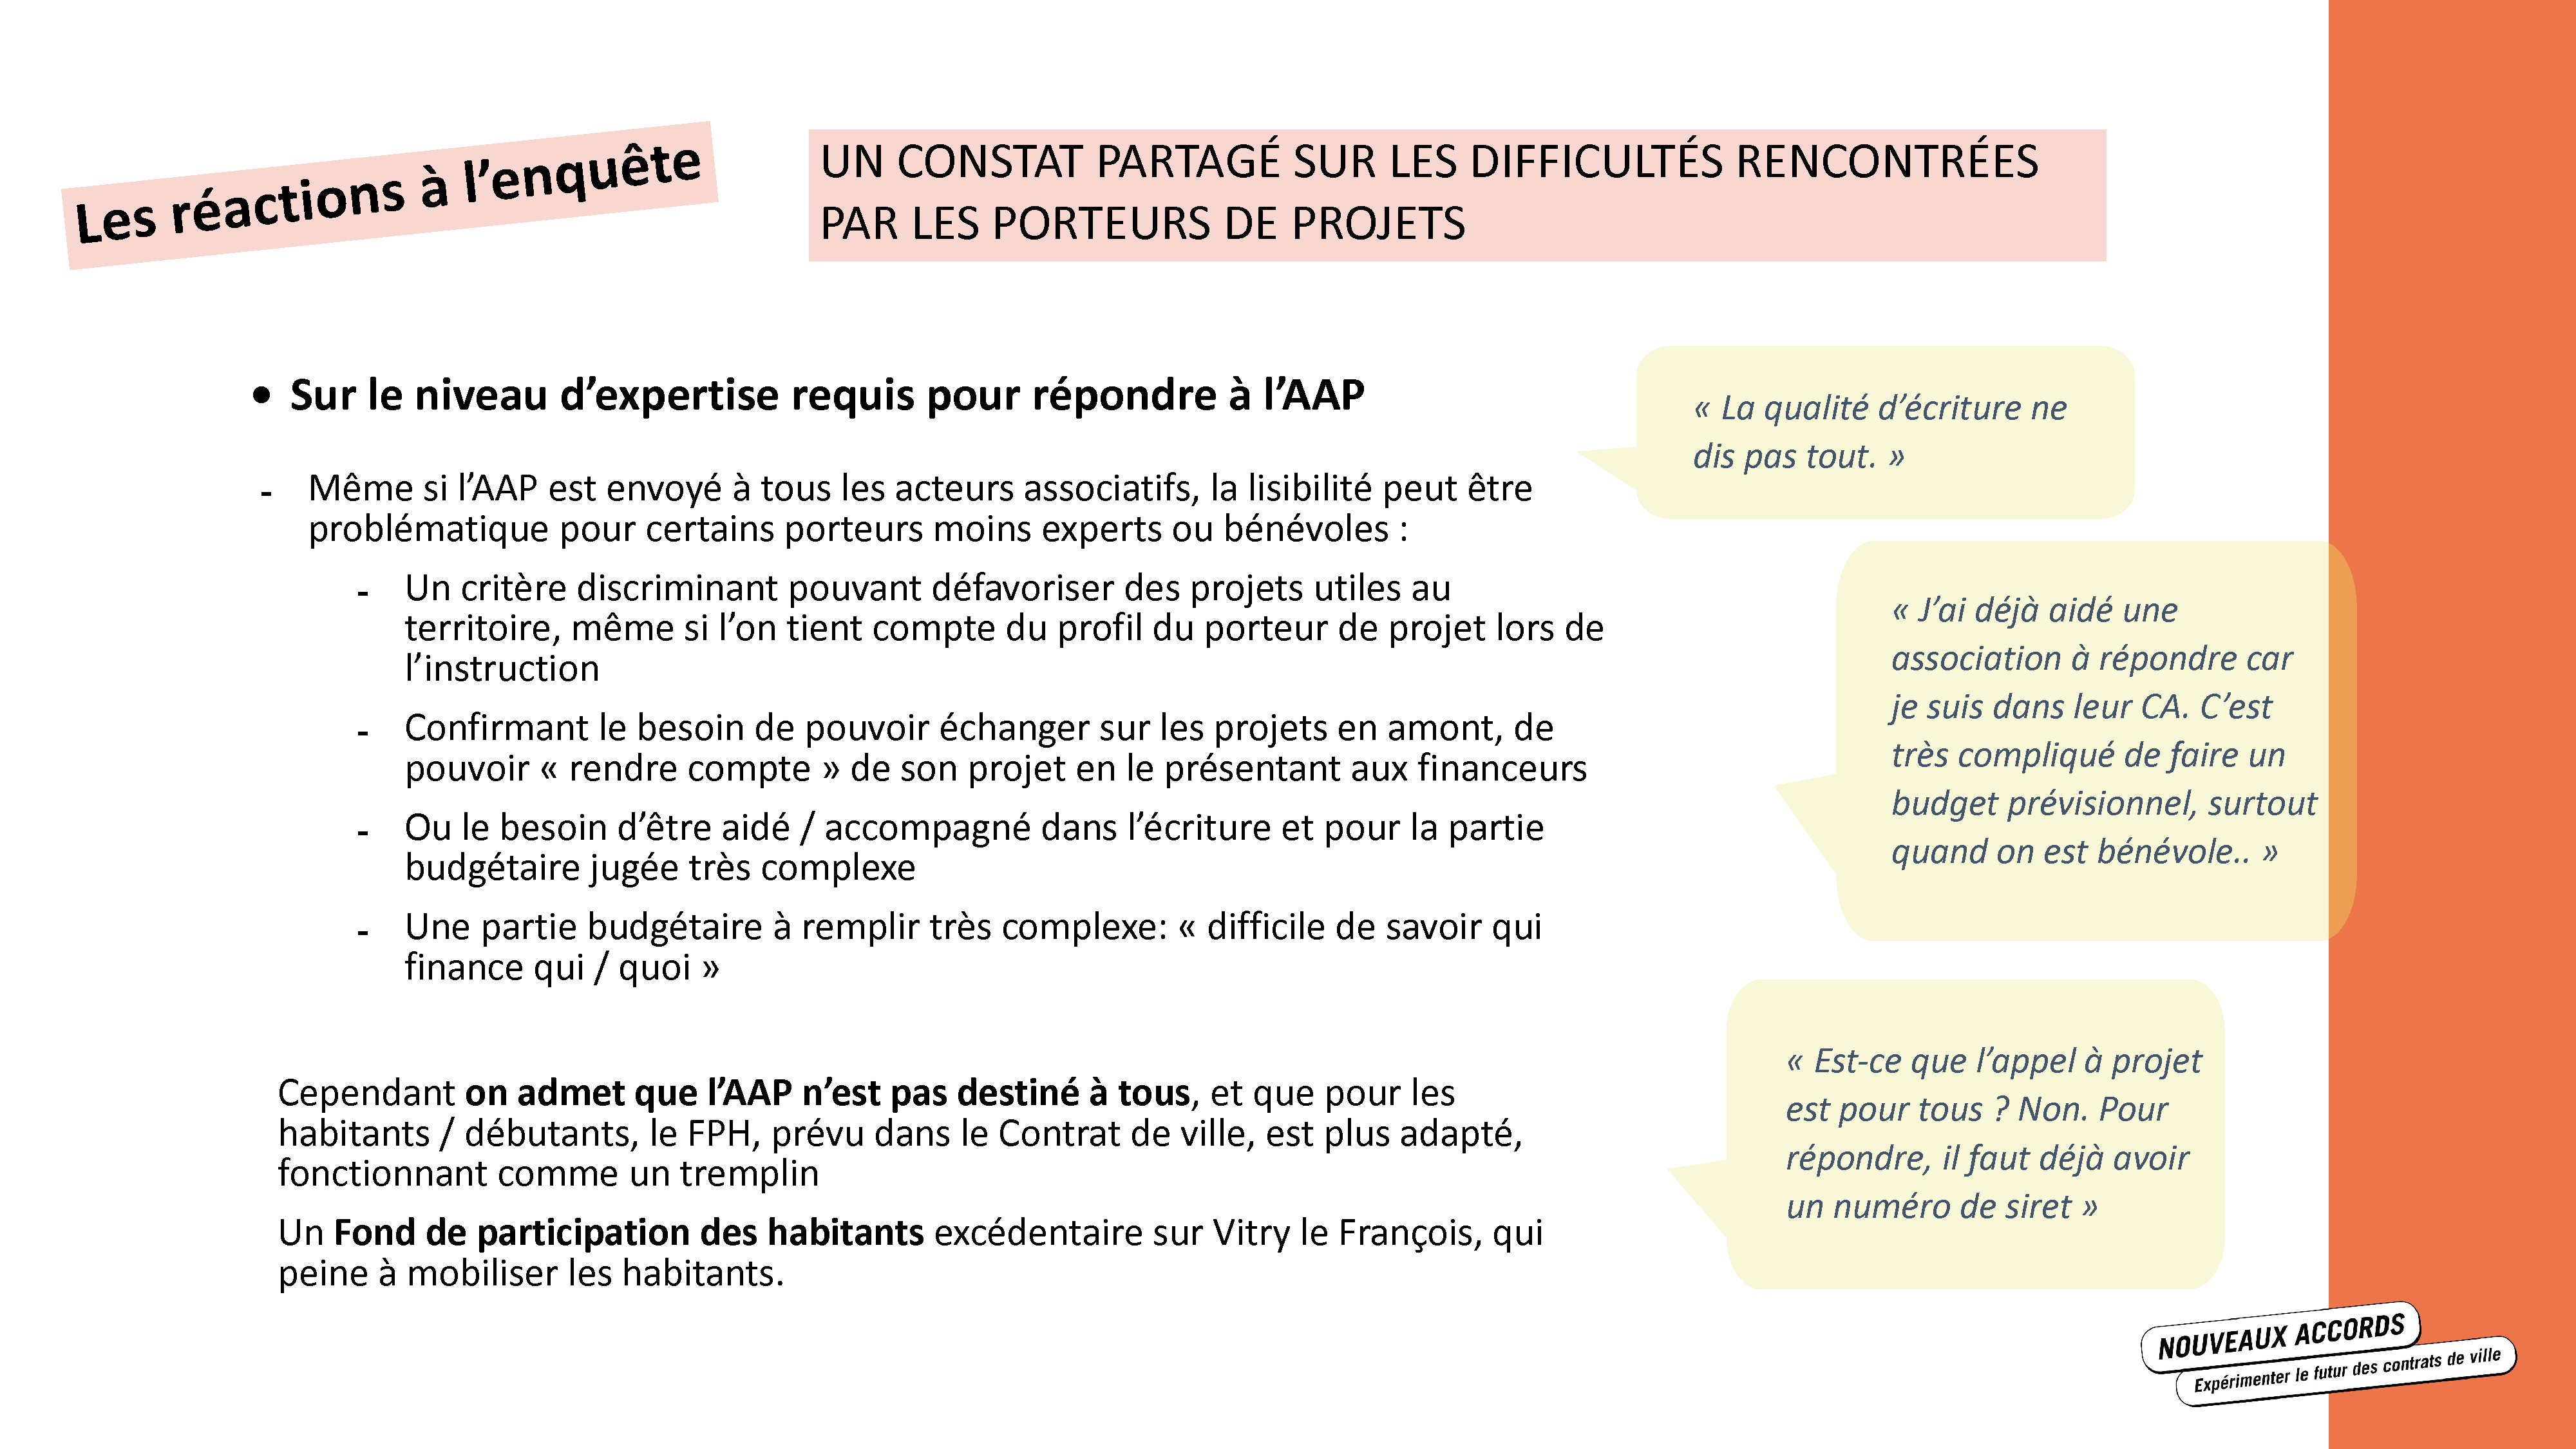 Les réactions à l’enquête
UN CONSTAT PARTAGÉ SUR LES DIFFICULTÉS RENCONTRÉES
PAR LES PORTEURS DE PROJETS
• Sur le niveau d’expertise requis pour répondre à l’AAP
- Même si l’AAP est envoyé à tous les acteurs associatifs, la lisibilité peut être
problématique pour certains porteurs moins experts ou bénévoles :
- Un critère discriminant pouvant défavoriser des projets utiles au
territoire, même si l’on tient compte du profil du porteur de projet lors de
l’instruction
- Confirmant le besoin de pouvoir échanger sur les projets en amont, de
pouvoir « rendre compte » de son projet en le présentant aux financeurs
- Ou le besoin d’être aidé / accompagné dans l’écriture et pour la partie
budgétaire jugée très complexe
- Une partie budgétaire à remplir très complexe: « difficile de savoir qui
finance qui / quoi »
Cependant on admet que l’AAP n’est pas destiné à tous, et que pour les
habitants / débutants, le FPH, prévu dans le Contrat de ville, est plus adapté,
fonctionnant comme un tremplin
Un Fond de participation des habitants excédentaire sur Vitry le François, qui
peine à mobiliser les habitants.
« La qualité d’écriture ne
dis pas tout. »
« J’ai déjà aidé une
association à répondre car
je suis dans leur CA. C’est
très compliqué de faire un
budget prévisionnel, surtout
quand on est bénévole.. »
« Est-ce que l’appel à projet
est pour tous ? Non. Pour
répondre, il faut déjà avoir
un numéro de siret »
NOUVEAUX ACCORDS
Expérimenter le futur des contrats de ville